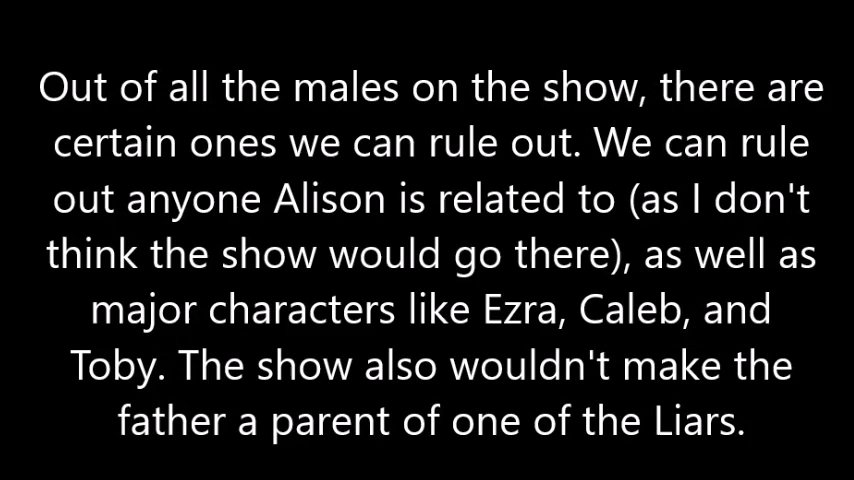 Out of all the males on the show, there are
certain ones we can rule out. We can rule
out anyone Alison is related to (as I don't
think the show would go there), as well as
major characters like Ezra, Caleb, and
Toby. The show also wouldn't make the
father a parent of one of the Liars.